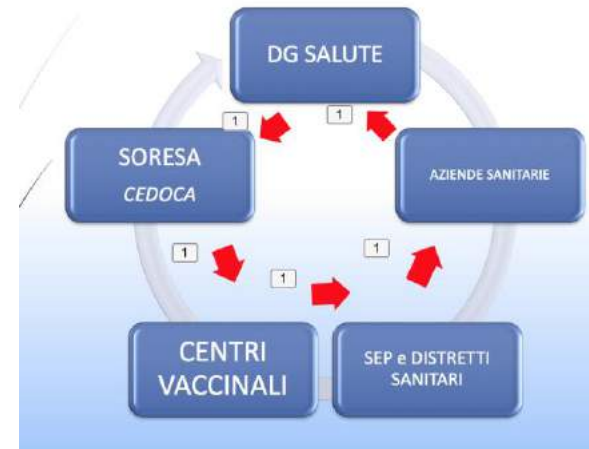 DG SALUTE
1
1
SORESA
CEDOCA
AZIENDE SANITARIE
1
1
1
CENTRI
VACCINALI
SEP e DISTRETTI
SANITARI